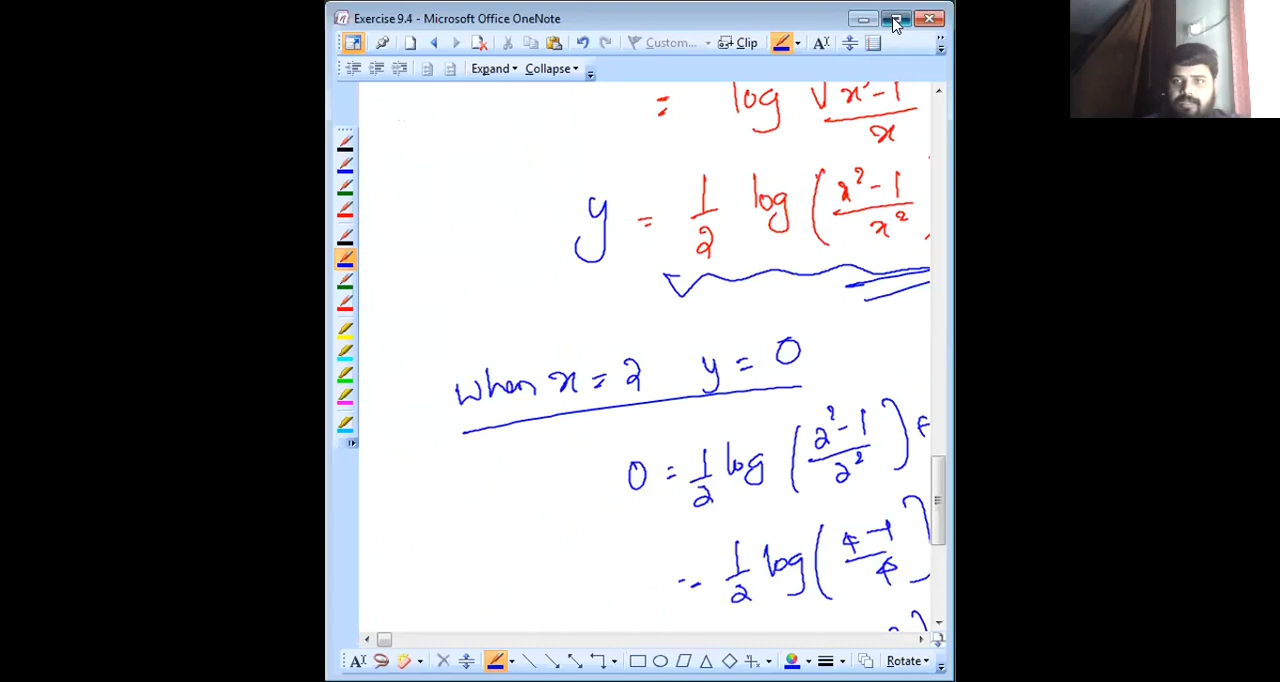 Exercise 9.4 - Microsoft Office OneNote
Custom... Clip
Expand Collapse
= log √x²-1 / x
y = 1/2 log (x²-1 / x²
when x = 2 y = 0
0 = 1/2 log (2²-1 / 2²) +
= 1/2 log (4-1 / 4)
Rotate